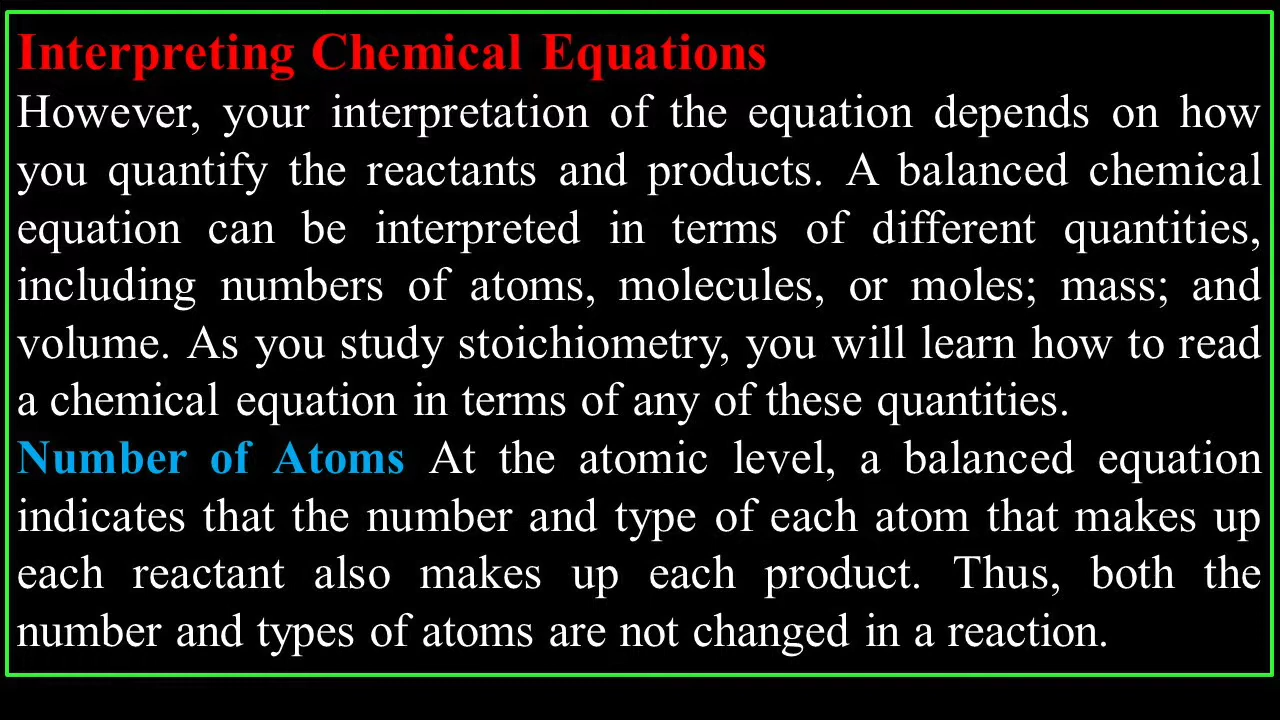 Interpreting Chemical Equations
However, your interpretation of the equation depends on how
you quantify the reactants and products. A balanced chemical
equation can be interpreted in terms of different quantities,
including numbers of atoms, molecules, or moles; mass; and
volume. As you study stoichiometry, you will learn how to read
a chemical equation in terms of any of these quantities.
Number of Atoms At the atomic level, a balanced equation
indicates that the number and type of each atom that makes up
each reactant also makes up each product. Thus, both the
number and types of atoms are not changed in a reaction.